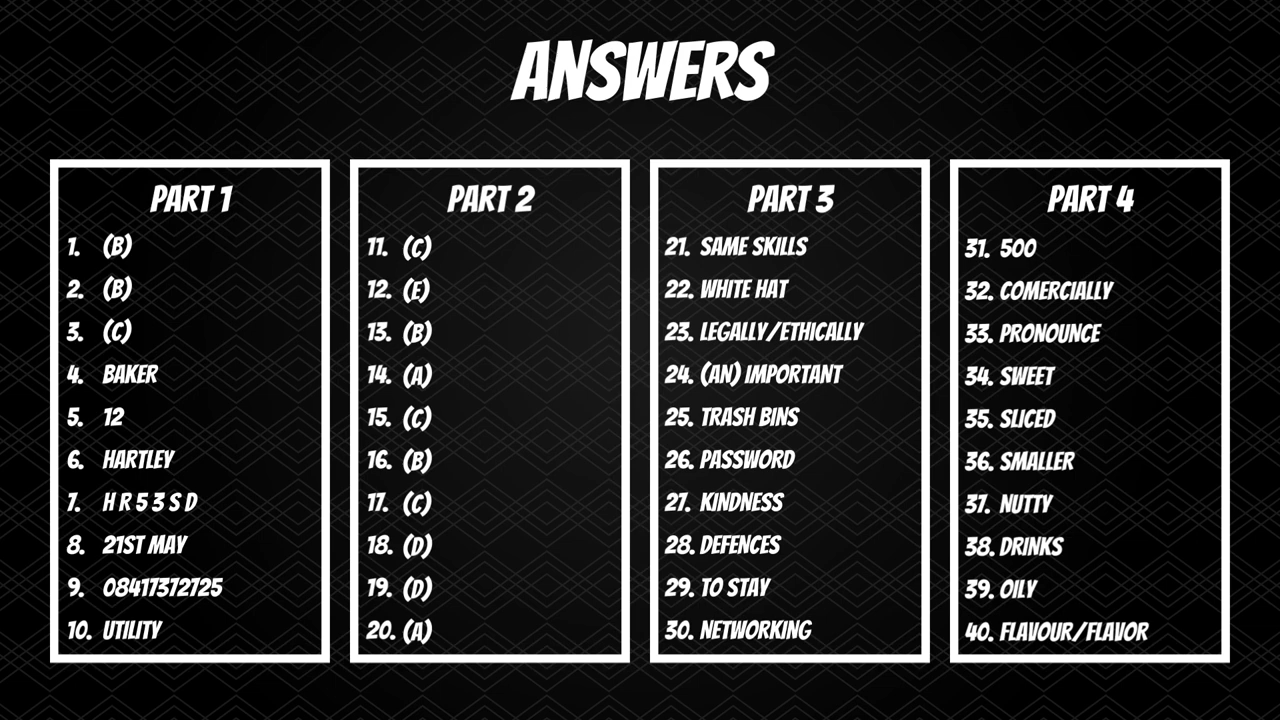 ANSWERS
PART 1
1. (B)
2. (B)
3. (C)
4. BAKER
5. 12
6. HARTLEY
7. H R 5 3 S D
8. 21ST MAY
9. 08417372725
10. UTILITY
PART 2
11. (C)
12. (E)
13. (B)
14. (A)
15. (C)
16. (B)
17. (C)
18. (D)
19. (D)
20. (A)
PART 3
21. SAME SKILLS
22. WHITE HAT
23. LEGALLY/ETHICALLY
24. (AN) IMPORTANT
25. TRASH BINS
26. PASSWORD
27. KINDNESS
28. DEFENCES
29. TO STAY
30. NETWORKING
PART 4
31. 500
32. COMERCIALLY
33. PRONOUNCE
34. SWEET
35. SLICED
36. SMALLER
37. NUTTY
38. DRINKS
39. OILY
40. FLAVOUR/FLAVOR